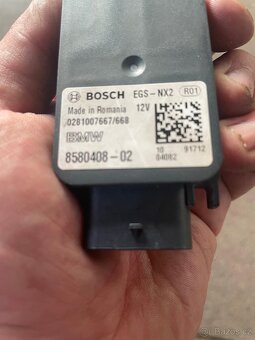 BOSCH EGS-NX2 R01
Made in Romania 12V
0281007667/668
BMW
8580408-02
10 91712
04082